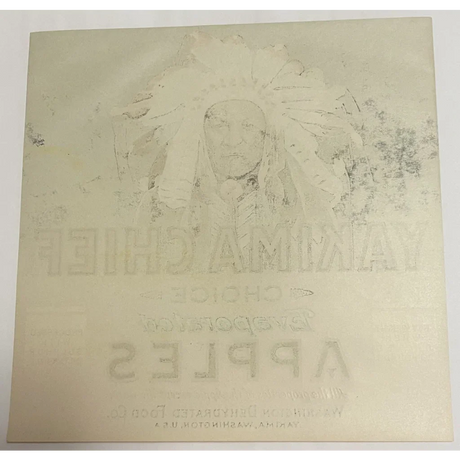 YAKIMA CHIEF
CHOICE
Evaporated
APPLES
WASHINGTON DEHYDRATED FOOD CO.
YAKIMA, WASHINGTON, U.S.A.